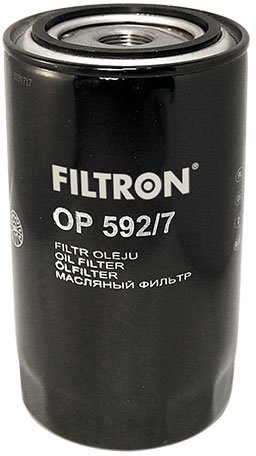 FILTRON®
OP 592/7
FILTR OLEJU
OIL FILTER
ÖLFILTER
МАСЛЯНЫЙ ФИЛЬТР